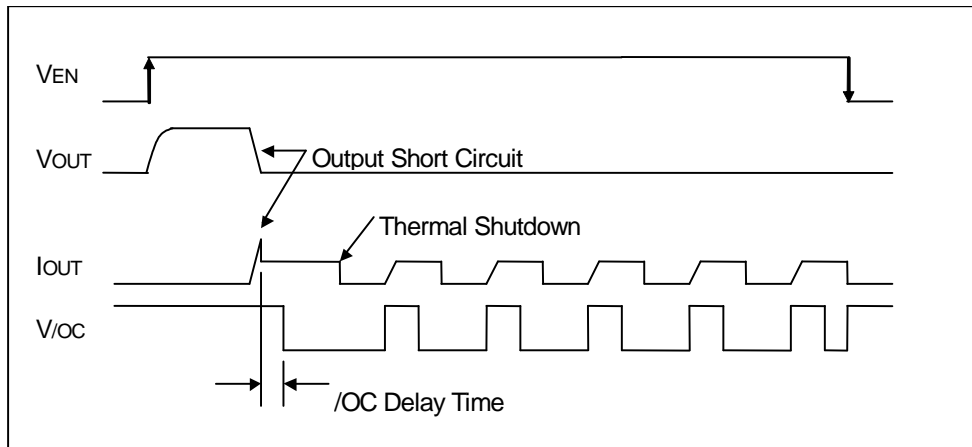 VEN
VOUT
Output Short Circuit
Thermal Shutdown
IOUT
V/OC
/OC Delay Time